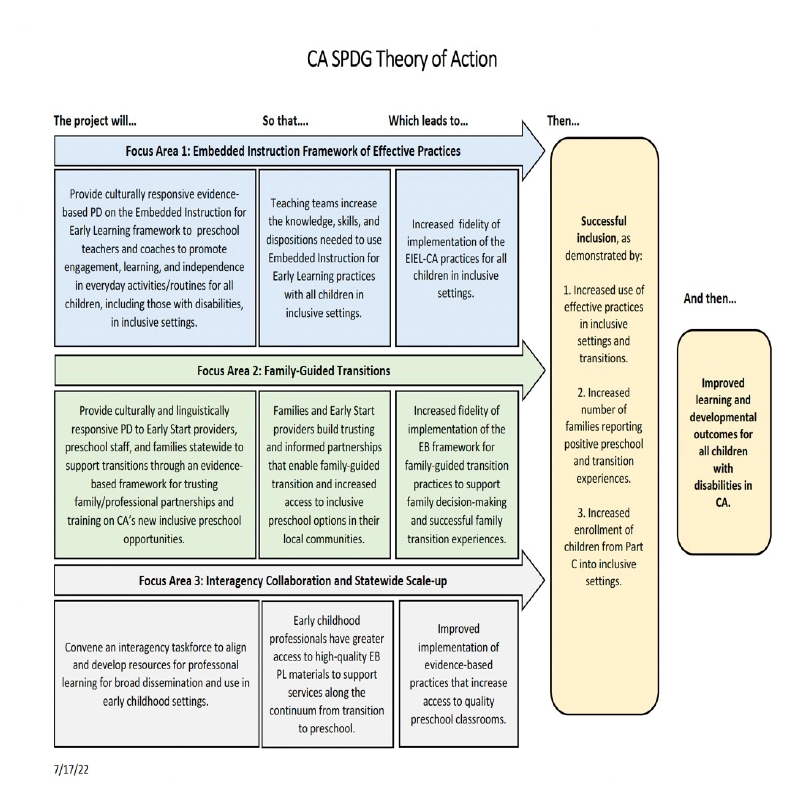 CA SPDG Theory of Action
The project will...
So that....
Which leads to...
Then...
Focus Area 1: Embedded Instruction Framework of Effective Practices
Provide culturally responsive evidence-
based PD on the Embedded Instruction for
Early Learning framework to preschool
teachers and coaches to promote
engagement, learning, and independence
in everyday activities/routines for all
children, including those with disabilities,
in inclusive settings.
Teaching teams increase
the knowledge, skills, and
dispositions needed to use
Embedded Instruction for
Early Learning practices
with all children in
inclusive settings.
Increased fidelity of
implementation of the
EIEL-CA practices for all
children in inclusive
settings.
Focus Area 2: Family-Guided Transitions
Provide culturally and linguistically
responsive PD to Early Start providers,
preschool staff, and families statewide to
support transitions through an evidence-
based framework for trusting
family/professional partnerships and
training on CA's new inclusive preschool
opportunities.
Families and Early Start
providers build trusting
and informed partnerships
that enable family-guided
transition and increased
access to inclusive
preschool options in their
local communities.
Increased fidelity of
implementation of the
EB framework for
family-guided transition
practices to support
family decision-making
and successful family
transition experiences.
Focus Area 3: Interagency Collaboration and Statewide Scale-up
Convene an interagency taskforce to align
and develop resources for professonal
learning for broad dissemination and use in
early childhood settings.
Early childhood
professionals have greater
access to high-quality EB
PL materials to support
services along the
continuum from transition
to preschool.
Improved
implementation of
evidence-based
practices that increase
access to quality
preschool classrooms.
Successful
inclusion, as
demonstrated by:
1. Increased use of
effective practices
in inclusive
settings and
transitions.
2. Increased
number of
families reporting
positive preschool
and transition
experiences.
3. Increased
enrollment of
children from Part
C into inclusive
settings.
And then...
Improved
learning and
developmental
outcomes for
all children
with
disabilities in
CA.
7/17/22